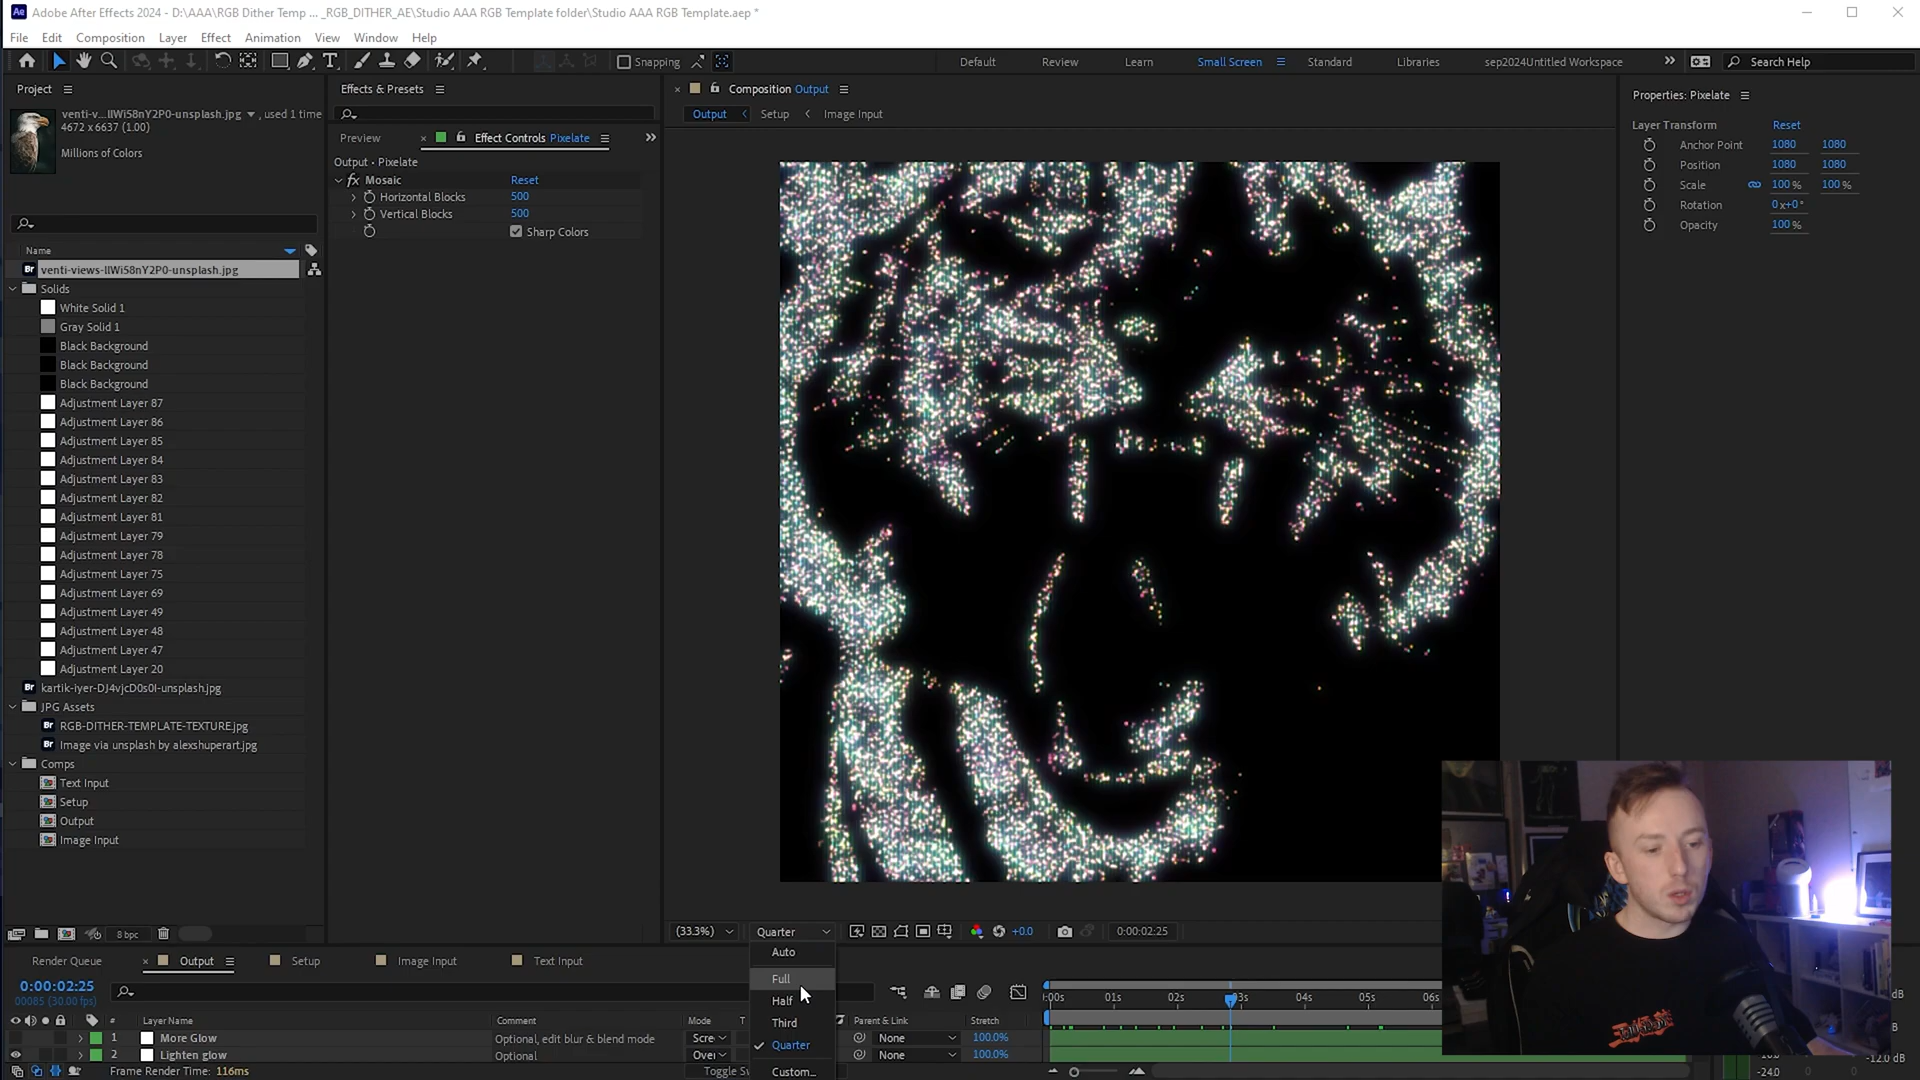 Adobe After Effects 2024 - D:\AAA\RGB Dither Temp ... _RGB_DITHER_AE\Studio AAA RGB Template folder\Studio AAA RGB Template.aep *
File Edit Composition Layer Effect Animation View Window Help
Snapping
Default Review Learn Small Screen Standard Libraries sep2024Untitled Workspace Search Help
Project
venti-v...llWi58nY2P0-unsplash.jpg , used 1 time
4672 x 6637 (1.00)
Millions of Colors
Name
venti-views-llWi58nY2P0-unsplash.jpg
Solids
White Solid 1
Gray Solid 1
Black Background
Black Background
Black Background
Adjustment Layer 87
Adjustment Layer 86
Adjustment Layer 85
Adjustment Layer 84
Adjustment Layer 83
Adjustment Layer 82
Adjustment Layer 81
Adjustment Layer 79
Adjustment Layer 78
Adjustment Layer 75
Adjustment Layer 69
Adjustment Layer 49
Adjustment Layer 48
Adjustment Layer 47
Adjustment Layer 20
kartik-iyer-DJ4vjcD0s0I-unsplash.jpg
JPG Assets
RGB-DITHER-TEMPLATE-TEXTURE.jpg
Image via unsplash by alexshuperart.jpg
Comps
Text Input
Setup
Output
Image Input
8 bpc
Effects & Presets
Preview Effect Controls Pixelate
Output • Pixelate
fx Mosaic Reset
Horizontal Blocks 500
Vertical Blocks 500
Sharp Colors
Composition Output
Output Setup Image Input
(33.3%) Quarter +0.0 0:00:02:25
Auto
Full
Half
Third
Quarter
Custom...
Properties: Pixelate
Layer Transform Reset
Anchor Point 1080 1080
Position 1080 1080
Scale 100 % 100 %
Rotation 0x+0°
Opacity 100 %
Render Queue Output Setup Image Input Text Input
0:00:02:25
00085 (30.00 fps)
:00s 01s 02s 03s 04s 05s 06s
# Layer Name Comment Mode T Parent & Link Stretch
1 More Glow Optional, edit blur & blend mode Scre None 100.0%
2 Lighten glow Optional Over None 100.0%
Frame Render Time: 116ms Toggle Sw
dB
-12.0 dB
-24.0